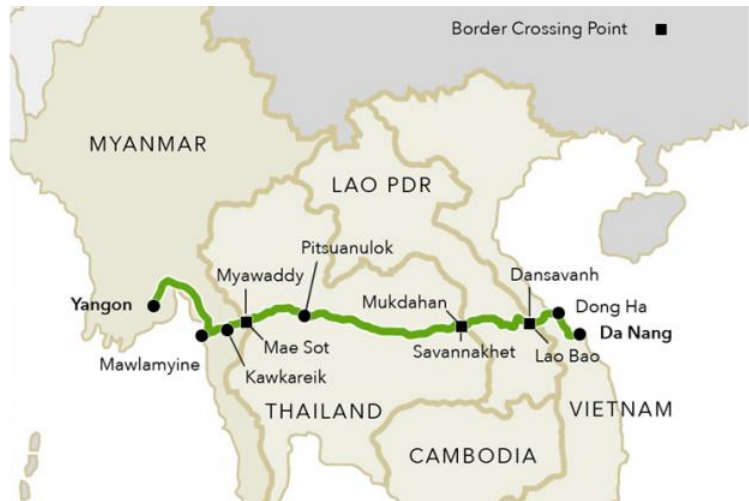 Border Crossing Point
MYANMAR
LAO PDR
Pitsuanulok
Myawaddy
Dansavanh
Yangon
Mukdahan
Dong Ha
Da Nang
Mae Sot
Savannakhet
Lao Bao
Mawlamyine
Kawkareik
THAILAND
VIETNAM
CAMBODIA